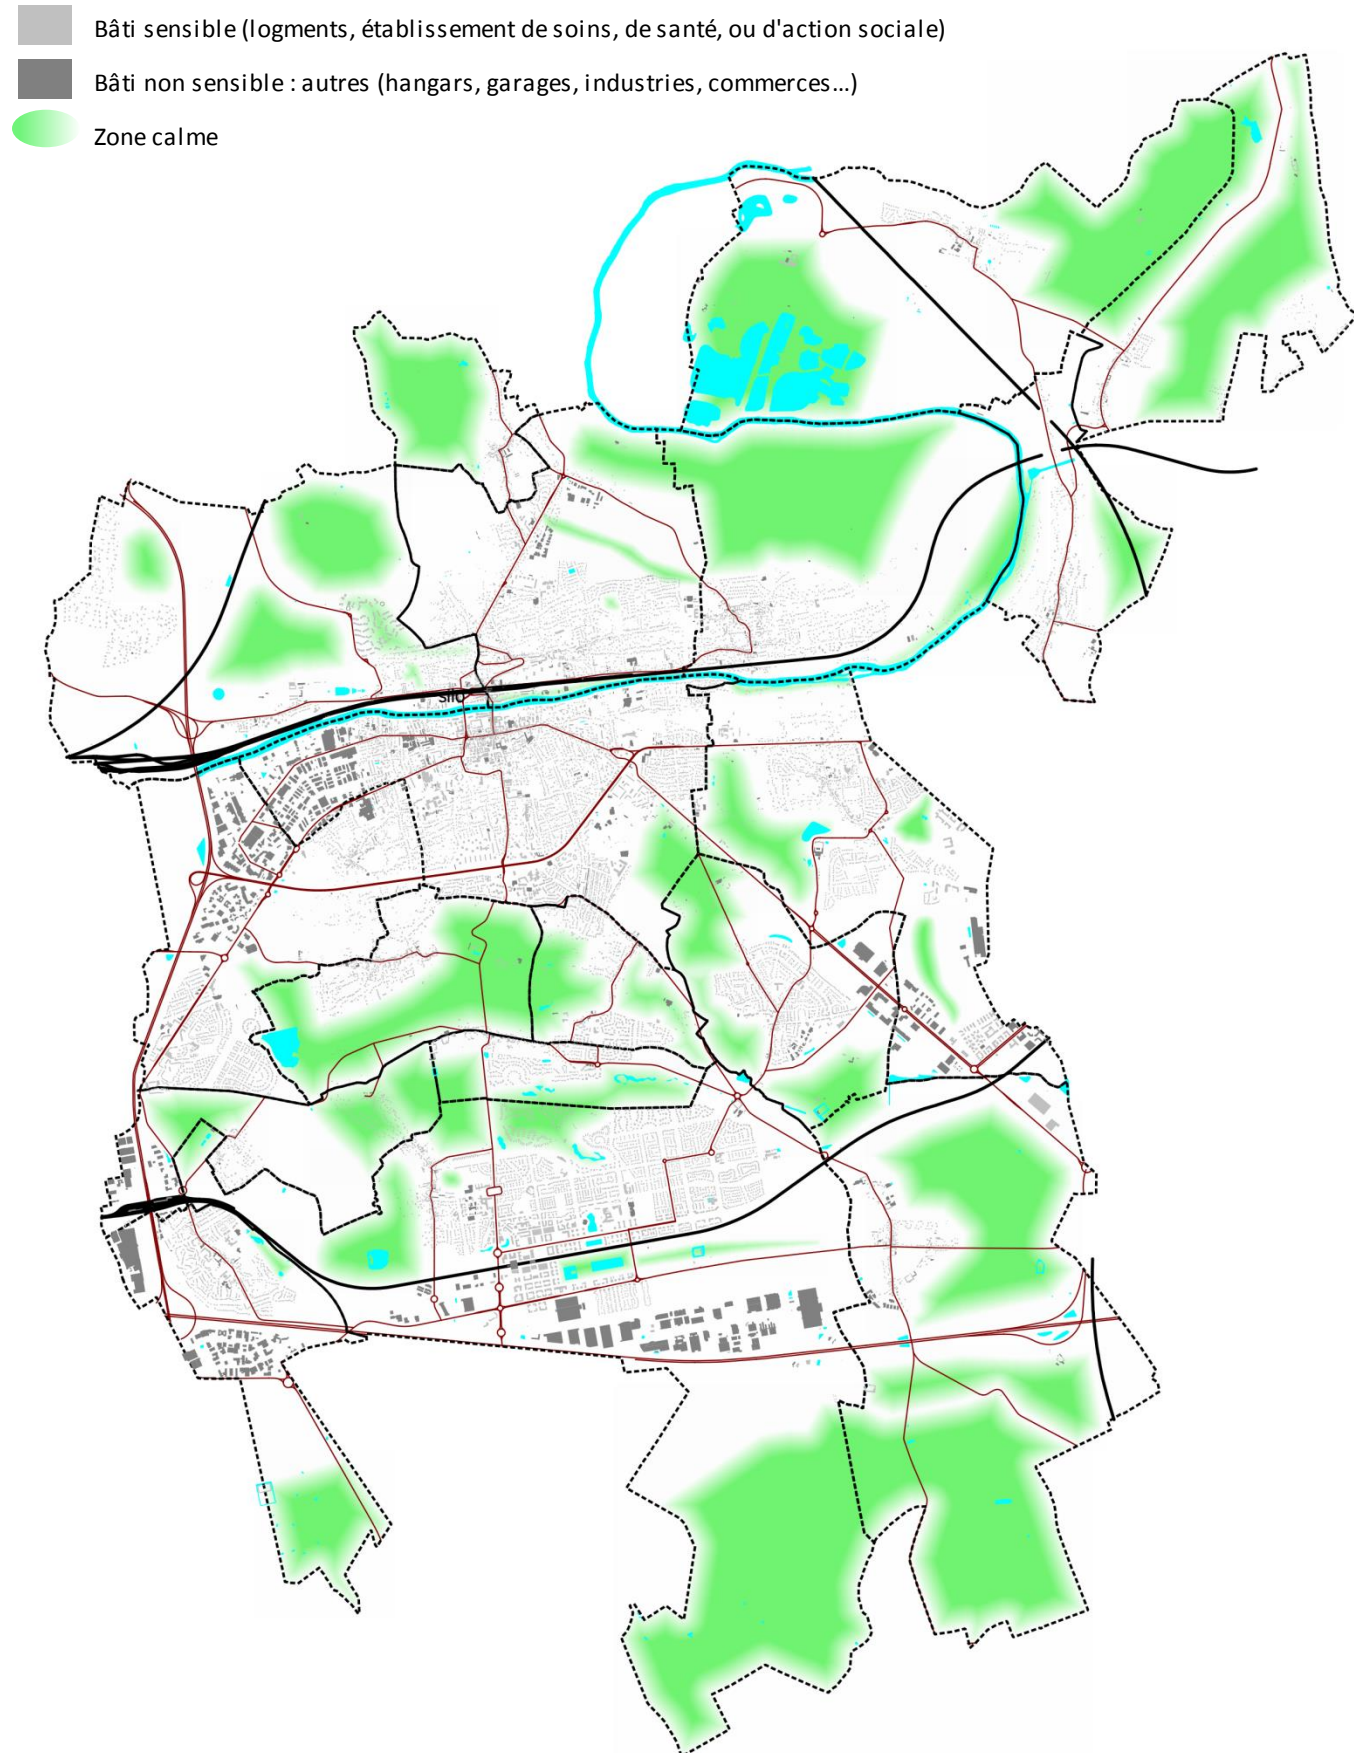 Bâti sensible (logments, établissement de soins, de santé, ou d'action sociale)
Bâti non sensible : autres (hangars, garages, industries, commerces...)
Zone calme
silo